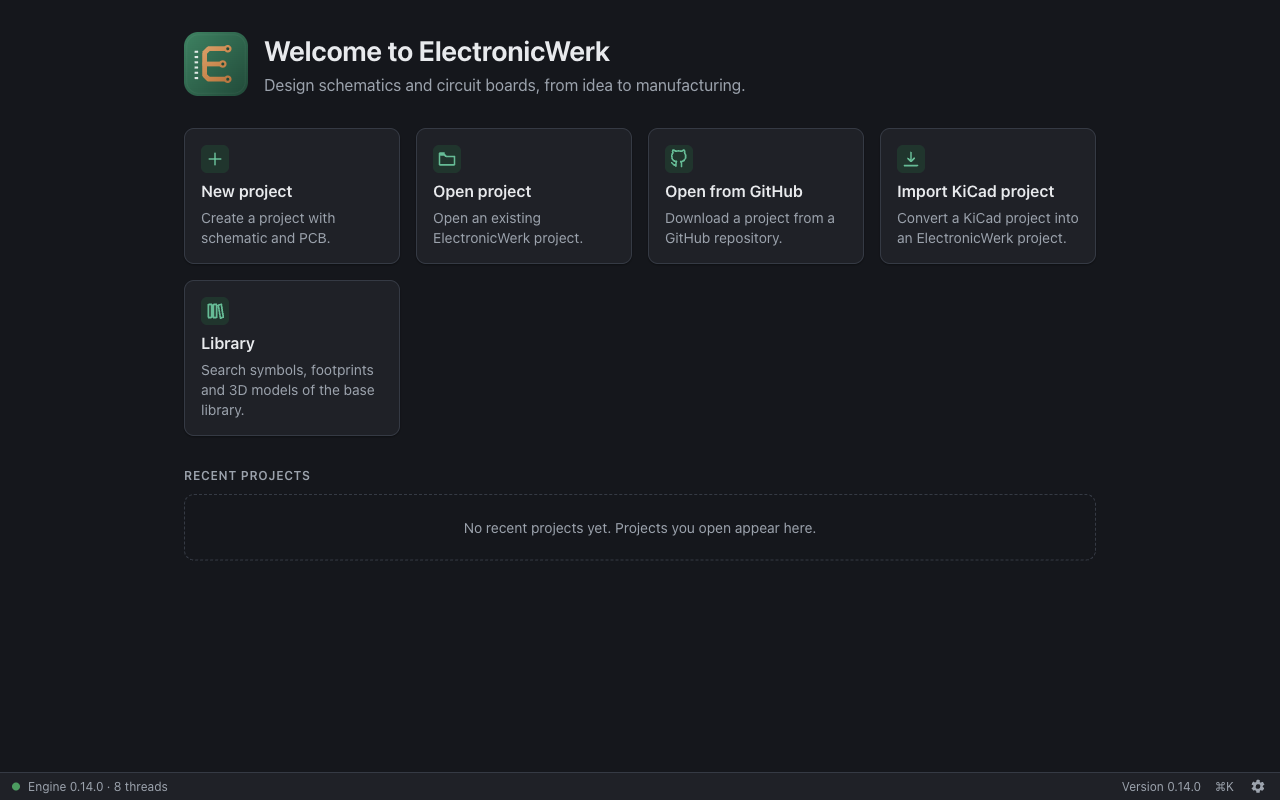 Welcome to ElectronicWerk
Design schematics and circuit boards, from idea to manufacturing.
New project
Create a project with
schematic and PCB.
Open project
Open an existing
ElectronicWerk project.
Open from GitHub
Download a project from a
GitHub repository.
Import KiCad project
Convert a KiCad project into
an ElectronicWerk project.
Library
Search symbols, footprints
and 3D models of the base
library.
RECENT PROJECTS
No recent projects yet. Projects you open appear here.
Engine 0.14.0 · 8 threads
Version 0.14.0 ⌘K